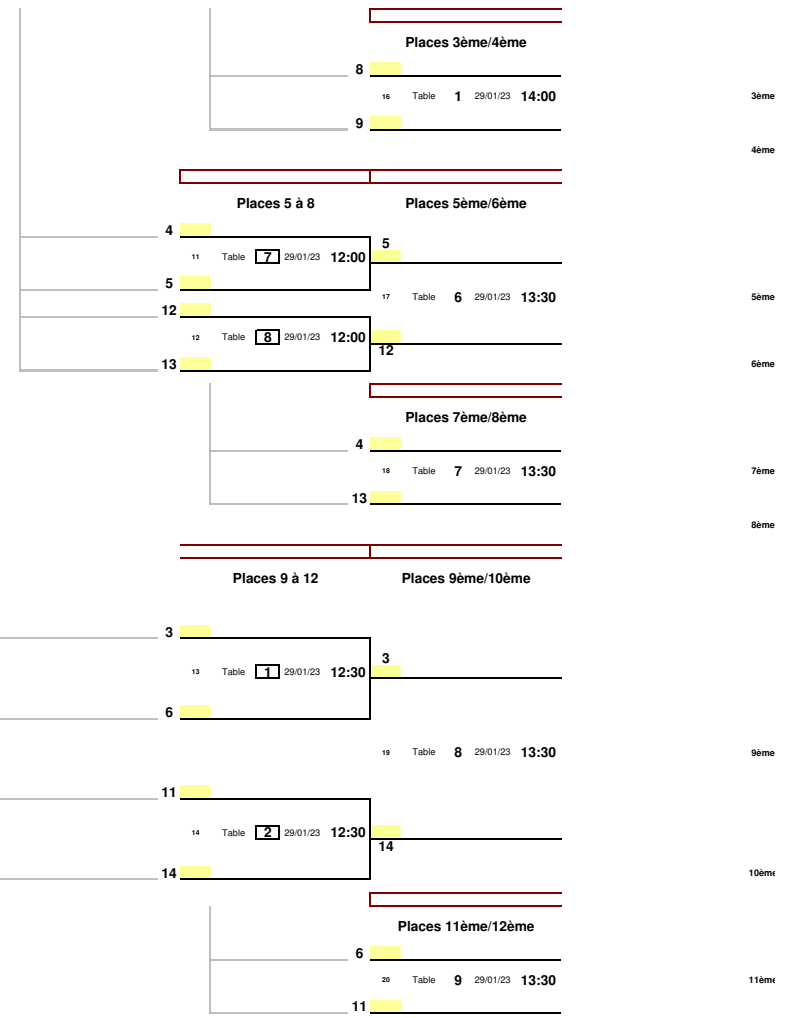 Places 3ème/4ème
8
16 Table 1 29/01/23 14:00 3ème
9
4ème
Places 5 à 8 Places 5ème/6ème
4
5
11 Table 7 29/01/23 12:00
5
17 Table 6 29/01/23 13:30 5ème
12
12 Table 8 29/01/23 12:00
12
13 6ème
Places 7ème/8ème
4
18 Table 7 29/01/23 13:30 7ème
13
8ème
Places 9 à 12 Places 9ème/10ème
3
3
13 Table 1 29/01/23 12:30
6
19 Table 8 29/01/23 13:30 9ème
11
14 Table 2 29/01/23 12:30
14
14 10ème
Places 11ème/12ème
6
20 Table 9 29/01/23 13:30 11ème
11